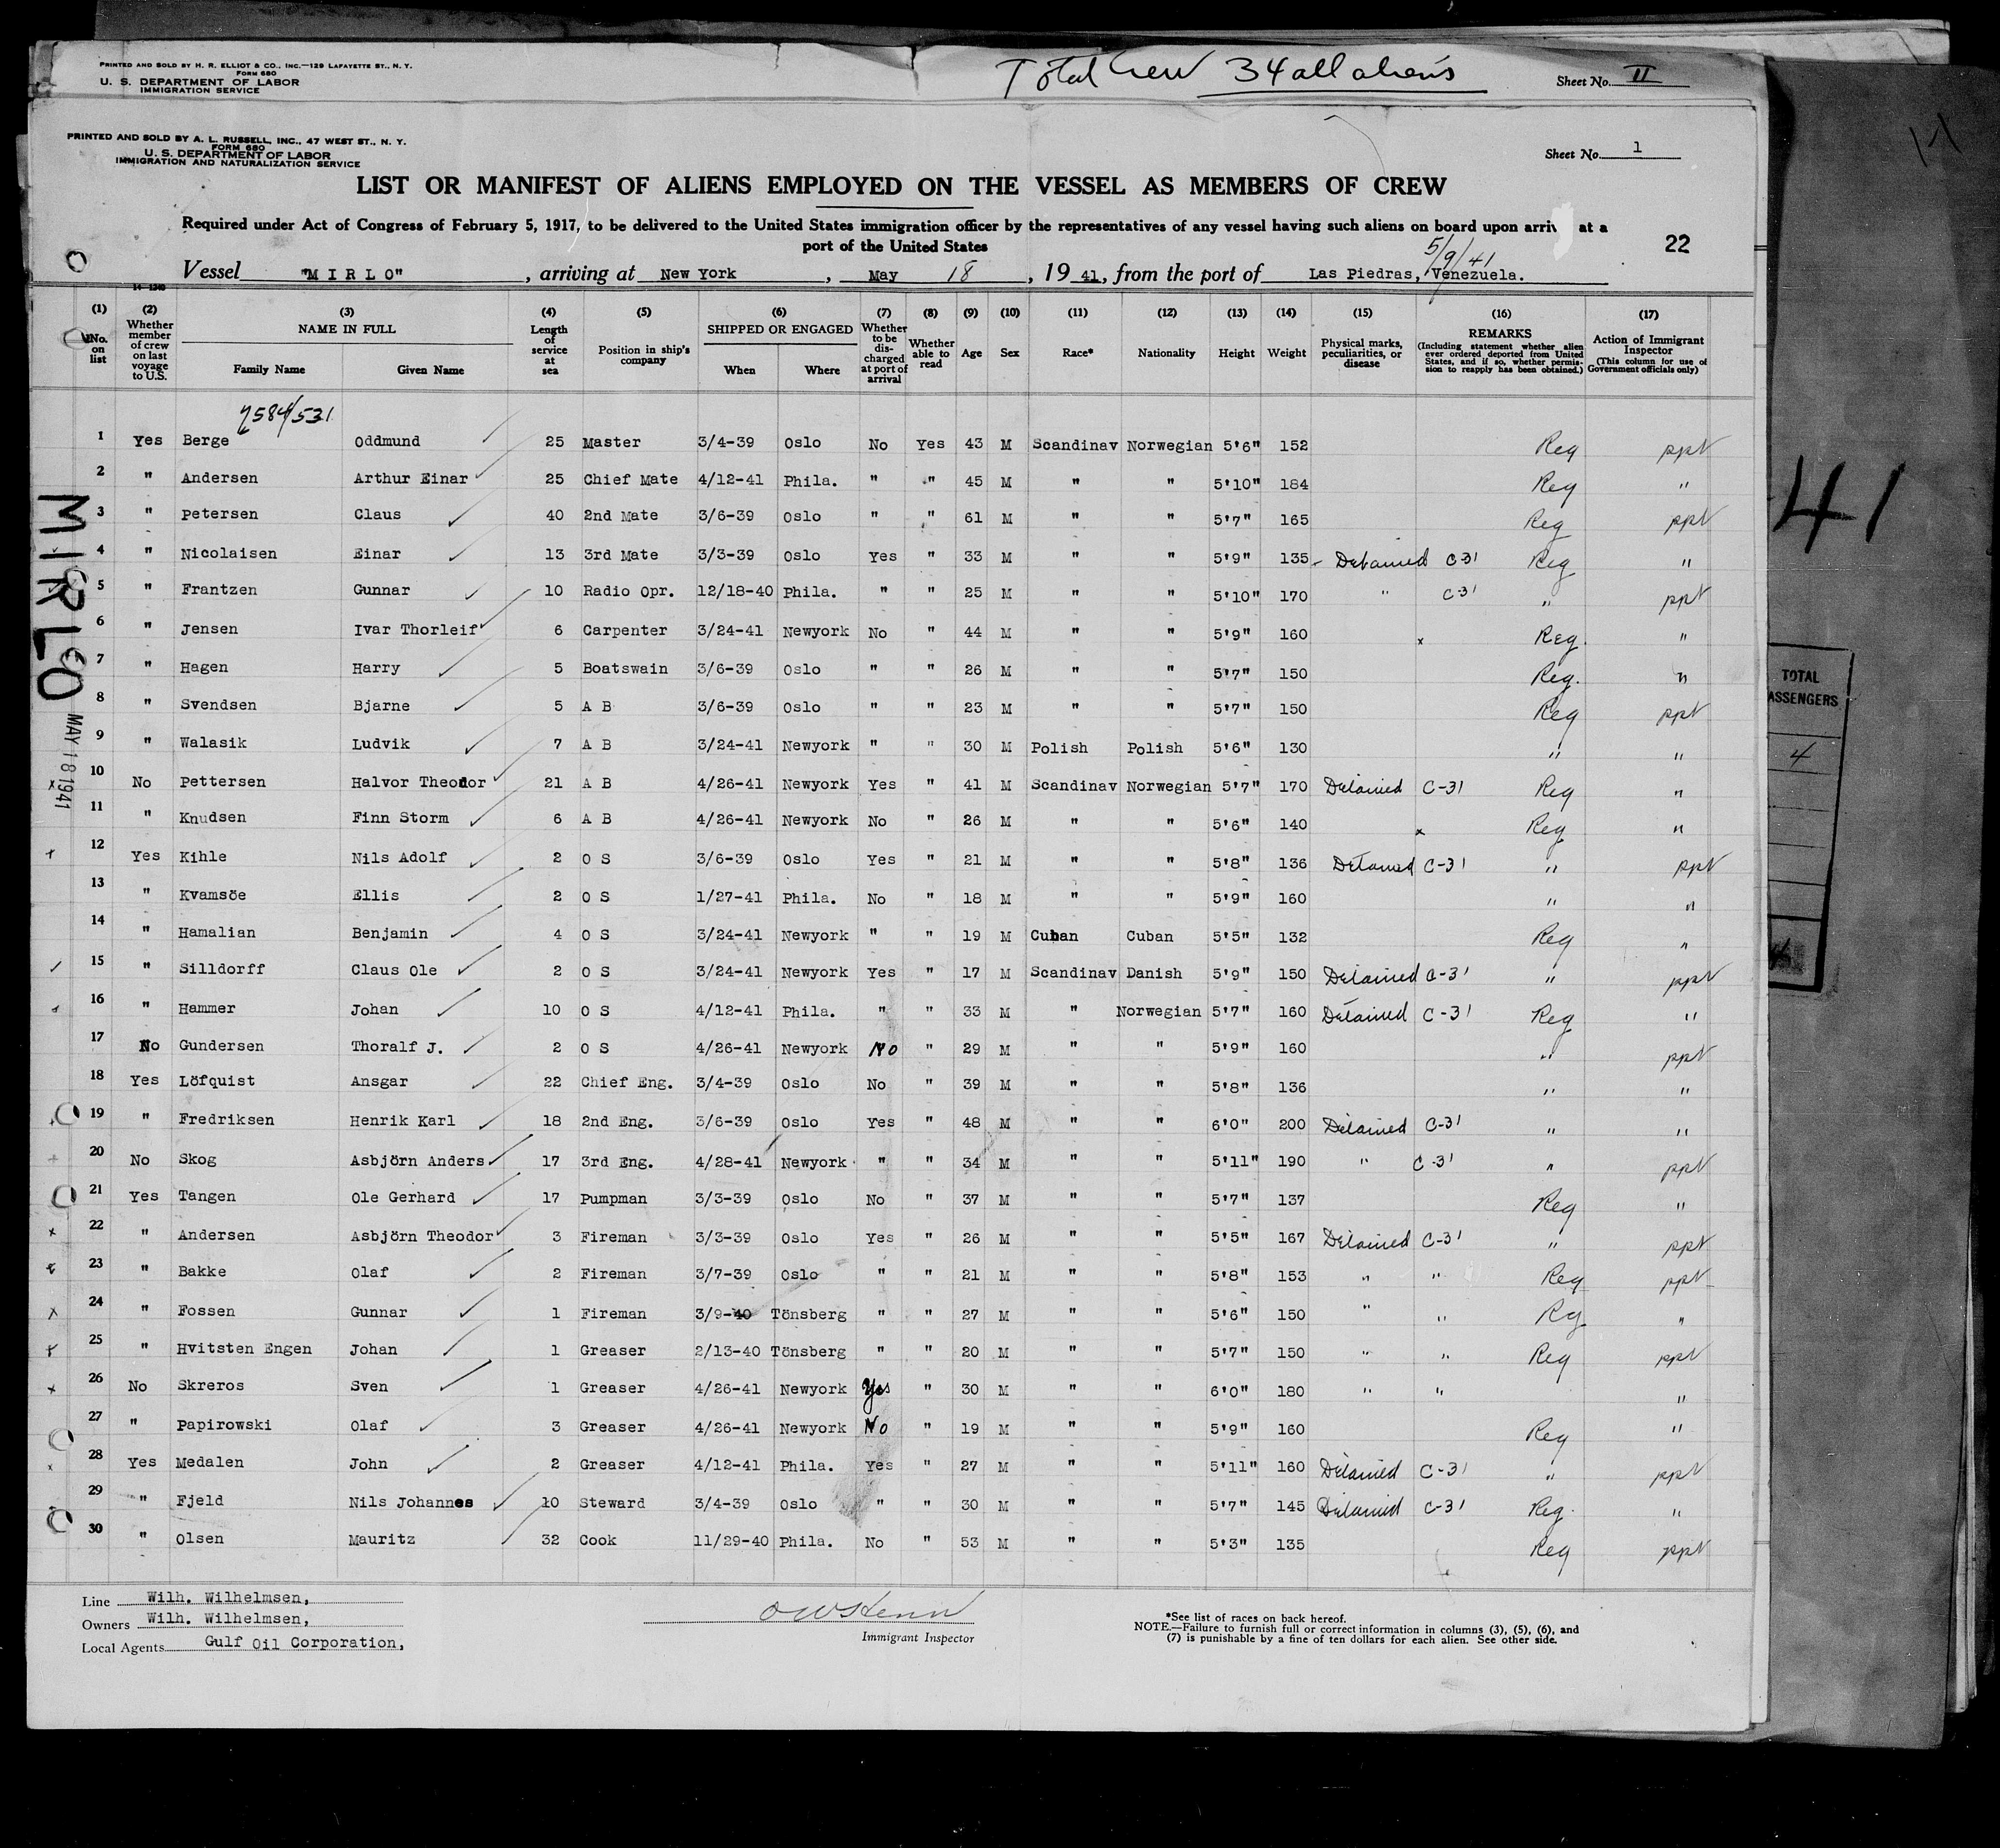 PRINTED AND SOLD BY H. R. ELLIOT & CO., INC.—129 LAFAYETTE ST., N. Y.
FORM 680
U. S. DEPARTMENT OF LABOR
IMMIGRATION SERVICE
Total Crew 34 all aliens
Sheet No. II
PRINTED AND SOLD BY A. L. RUSSELL, INC., 47 WEST ST., N. Y.
FORM 680
U. S. DEPARTMENT OF LABOR
IMMIGRATION AND NATURALIZATION SERVICE
Sheet No. 1
LIST OR MANIFEST OF ALIENS EMPLOYED ON THE VESSEL AS MEMBERS OF CREW
Required under Act of Congress of February 5, 1917, to be delivered to the United States immigration officer by the representatives of any vessel having such aliens on board upon arriv at a
port of the United States
22
5/9/41
Vessel "MIRLO", arriving at New York, May 18, 1941, from the port of Las Piedras, Venezuela.
14-1240
(1) No. on list
(2) Whether member of crew on last voyage to U.S.
(3) NAME IN FULL Family Name Given Name
(4) Length of service at sea
(5) Position in ship's company
(6) SHIPPED OR ENGAGED When Where
(7) Whether to be discharged at port of arrival
(8) Whether able to read
(9) Age
(10) Sex
(11) Race*
(12) Nationality
(13) Height
(14) Weight
(15) Physical marks, peculiarities, or disease
(16) REMARKS (Including statement whether alien ever ordered deported from United States, and if so, whether permission to reapply has been obtained.)
(17) Action of Immigrant Inspector (This column for use of Government officials only)
7584/531
1 Yes Berge Oddmund 25 Master 3/4-39 Oslo No Yes 43 M Scandinav Norwegian 5'6" 152 Reg ppt
2 " Andersen Arthur Einar 25 Chief Mate 4/12-41 Phila. " " 45 M " " 5'10" 184 Reg "
3 " Petersen Claus 40 2nd Mate 3/6-39 Oslo " " 61 M " " 5'7" 165 Reg ppt
4 " Nicolaisen Einar 13 3rd Mate 3/3-39 Oslo Yes " 33 M " " 5'9" 135 Detained C-31 Reg "
5 " Frantzen Gunnar 10 Radio Opr. 12/18-40 Phila. " " 25 M " " 5'10" 170 " C-31 " ppt
6 " Jensen Ivar Thorleif 6 Carpenter 3/24-41 Newyork No " 44 M " " 5'9" 160 x Reg. "
7 " Hagen Harry 5 Boatswain 3/6-39 Oslo " " 26 M " " 5'7" 150 Reg. "
8 " Svendsen Bjarne 5 A B 3/6-39 Oslo " " 23 M " " 5'7" 150 Reg ppt
9 " Walasik Ludvik 7 A B 3/24-41 Newyork " " 30 M Polish Polish 5'6" 130 " "
10 No Pettersen Halvor Theodor 21 A B 4/26-41 Newyork Yes " 41 M Scandinav Norwegian 5'7" 170 Detained C-31 Reg "
11 " Knudsen Finn Storm 6 A B 4/26-41 Newyork No " 26 M " " 5'6" 140 x Reg "
12 Yes Kihle Nils Adolf 2 O S 3/6-39 Oslo Yes " 21 M " " 5'8" 136 Detained C-31 " ppt
13 " Kvamsöe Ellis 2 O S 1/27-41 Phila. No " 18 M " " 5'9" 160 " "
14 " Hamalian Benjamin 4 O S 3/24-41 Newyork " " 19 M Cuban Cuban 5'5" 132 Reg "
15 " Silldorff Claus Ole 2 O S 3/24-41 Newyork Yes " 17 M Scandinav Danish 5'9" 150 Detained C-31 " ppt
16 " Hammer Johan 10 O S 4/12-41 Phila. " " 33 M " Norwegian 5'7" 160 Detained C-31 Reg "
17 No Gundersen Thoralf J. 2 O S 4/26-41 Newyork No " 29 M " " 5'9" 160 " ppt
18 Yes Löfquist Ansgar 22 Chief Eng. 3/4-39 Oslo No " 39 M " " 5'8" 136 " "
19 " Fredriksen Henrik Karl 18 2nd Eng. 3/6-39 Oslo Yes " 48 M " " 6'0" 200 Detained C-31 " "
20 No Skog Asbjörn Anders 17 3rd Eng. 4/28-41 Newyork " " 34 M " " 5'11" 190 " C-31 " ppt
21 Yes Tangen Ole Gerhard 17 Pumpman 3/3-39 Oslo No " 37 M " " 5'7" 137 Reg "
22 " Andersen Asbjörn Theodor 3 Fireman 3/3-39 Oslo Yes " 26 M " " 5'5" 167 Detained C-31 " ppt
23 " Bakke Olaf 2 Fireman 3/7-39 Oslo " " 21 M " " 5'8" 153 " " Reg ppt
24 " Fossen Gunnar 1 Fireman 3/9-40 Tönsberg " " 27 M " " 5'6" 150 " " Reg "
25 " Hvitsten Engen Johan 1 Greaser 2/13-40 Tönsberg " " 20 M " " 5'7" 150 " " Reg ppt
26 No Skreros Sven 1 Greaser 4/26-41 Newyork Yes " 30 M " " 6'0" 180 " " "
27 " Papirowski Olaf 3 Greaser 4/26-41 Newyork No " 19 M " " 5'9" 160 Reg "
28 Yes Medalen John 2 Greaser 4/12-41 Phila. Yes " 27 M " " 5'11" 160 Detained C-31 " ppt
29 " Fjeld Nils Johannes 10 Steward 3/4-39 Oslo " " 30 M " " 5'7" 145 Detained C-31 Reg. "
30 " Olsen Mauritz 32 Cook 11/29-40 Phila. No " 53 M " " 5'3" 135 Reg ppt
MIRLO
MAY 18 1941
41
TOTAL
PASSENGERS
4
Line Wilh. Wilhelmsen,
Owners Wilh. Wilhelmsen,
Local Agents Gulf Oil Corporation,
Immigrant Inspector
*See list of races on back hereof.
NOTE.—Failure to furnish full or correct information in columns (3), (5), (6), and
(7) is punishable by a fine of ten dollars for each alien. See other side.